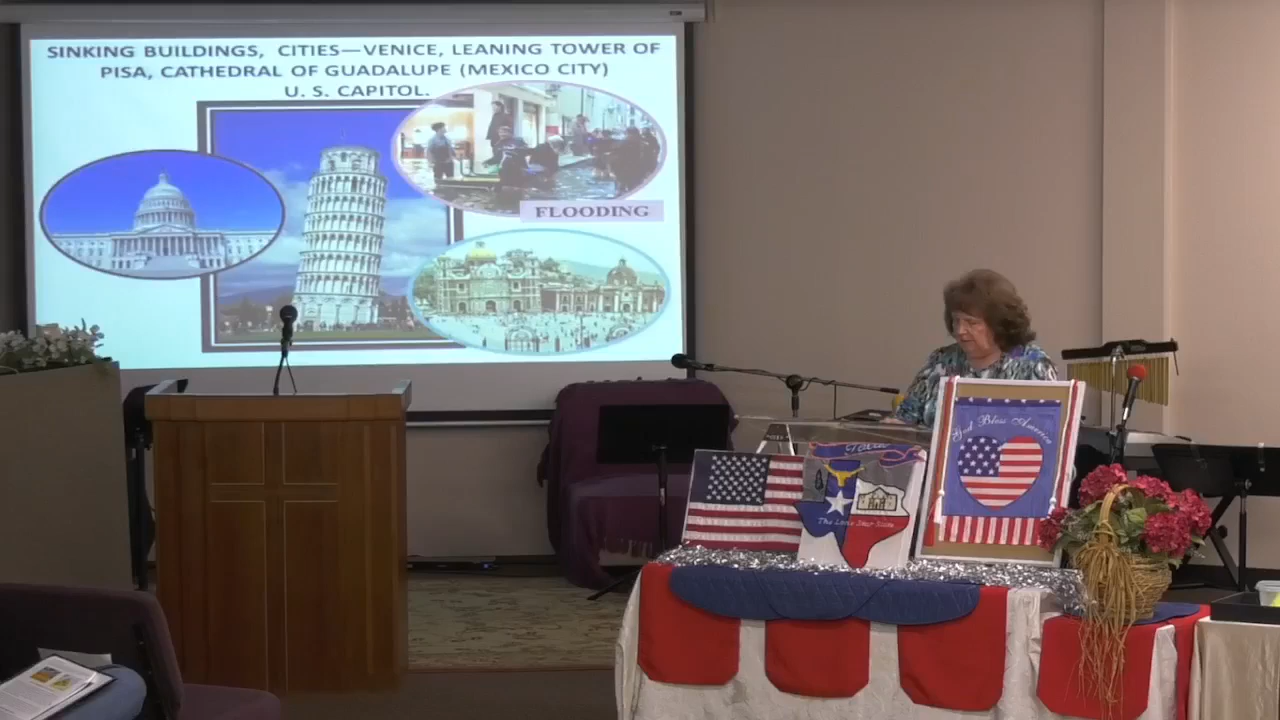 SINKING BUILDINGS, CITIES—VENICE, LEANING TOWER OF
PISA, CATHEDRAL OF GUADALUPE (MEXICO CITY)
U. S. CAPITOL.
FLOODING
God Bless America
Texas
The Lone Star State